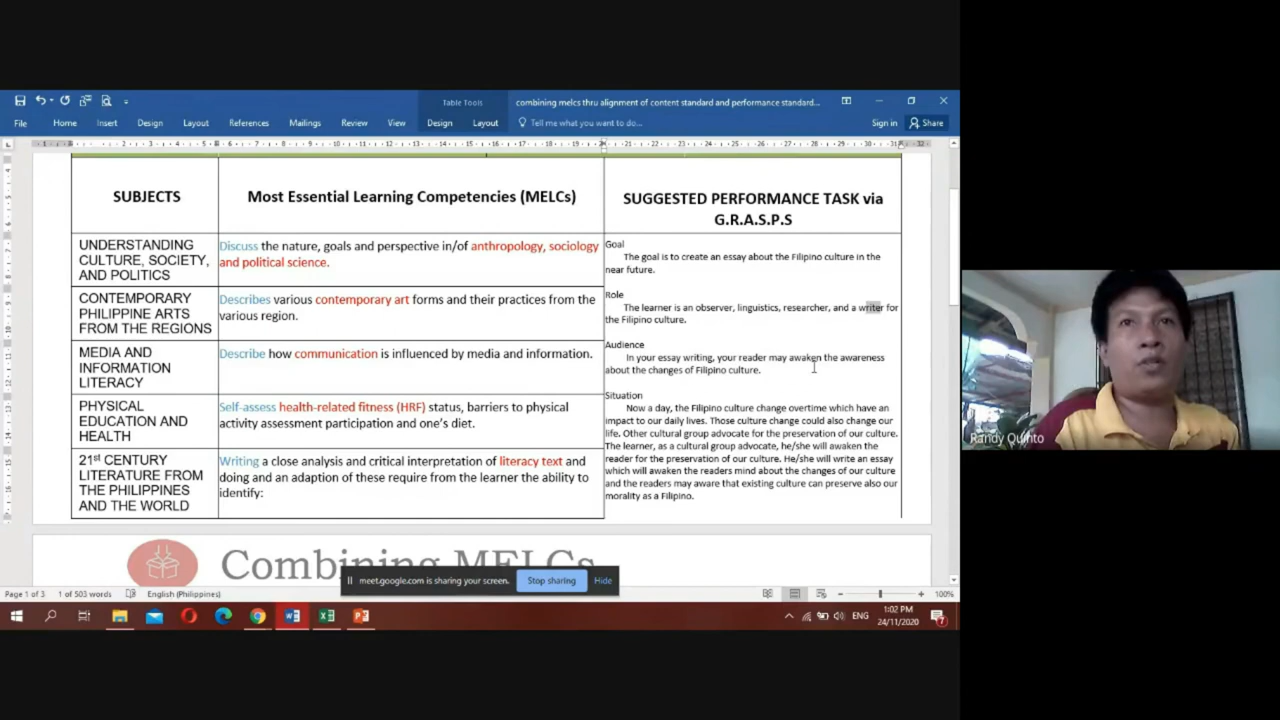 combining melcs thru alignment of content standard and performance standard...
Table Tools
File Home Insert Design Layout References Mailings Review View Design Layout Tell me what you want to do... Sign in Share
SUBJECTS
Most Essential Learning Competencies (MELCs)
SUGGESTED PERFORMANCE TASK via
G.R.A.S.P.S
UNDERSTANDING
CULTURE, SOCIETY,
AND POLITICS
Discuss the nature, goals and perspective in/of anthropology, sociology
and political science.
CONTEMPORARY
PHILIPPINE ARTS
FROM THE REGIONS
Describes various contemporary art forms and their practices from the
various region.
MEDIA AND
INFORMATION
LITERACY
Describe how communication is influenced by media and information.
PHYSICAL
EDUCATION AND
HEALTH
Self-assess health-related fitness (HRF) status, barriers to physical
activity assessment participation and one's diet.
21st CENTURY
LITERATURE FROM
THE PHILIPPINES
AND THE WORLD
Writing a close analysis and critical interpretation of literacy text and
doing and an adaption of these require from the learner the ability to
identify:
Goal
The goal is to create an essay about the Filipino culture in the
near future.
Role
The learner is an observer, linguistics, researcher, and a writer for
the Filipino culture.
Audience
In your essay writing, your reader may awaken the awareness
about the changes of Filipino culture.
Situation
Now a day, the Filipino culture change overtime which have an
impact to our daily lives. Those culture change could also change our
life. Other cultural group advocate for the preservation of our culture.
The learner, as a cultural group advocate, he/she will awaken the
reader for the preservation of our culture. He/she will write an essay
which will awaken the readers mind about the changes of our culture
and the readers may aware that existing culture can preserve also our
morality as a Filipino.
Combining MELCs
meet.google.com is sharing your screen. Stop sharing Hide
Page 1 of 3 1 of 503 words English (Philippines) 100%
ENG
1:02 PM
24/11/2020
7
Randy Quinto